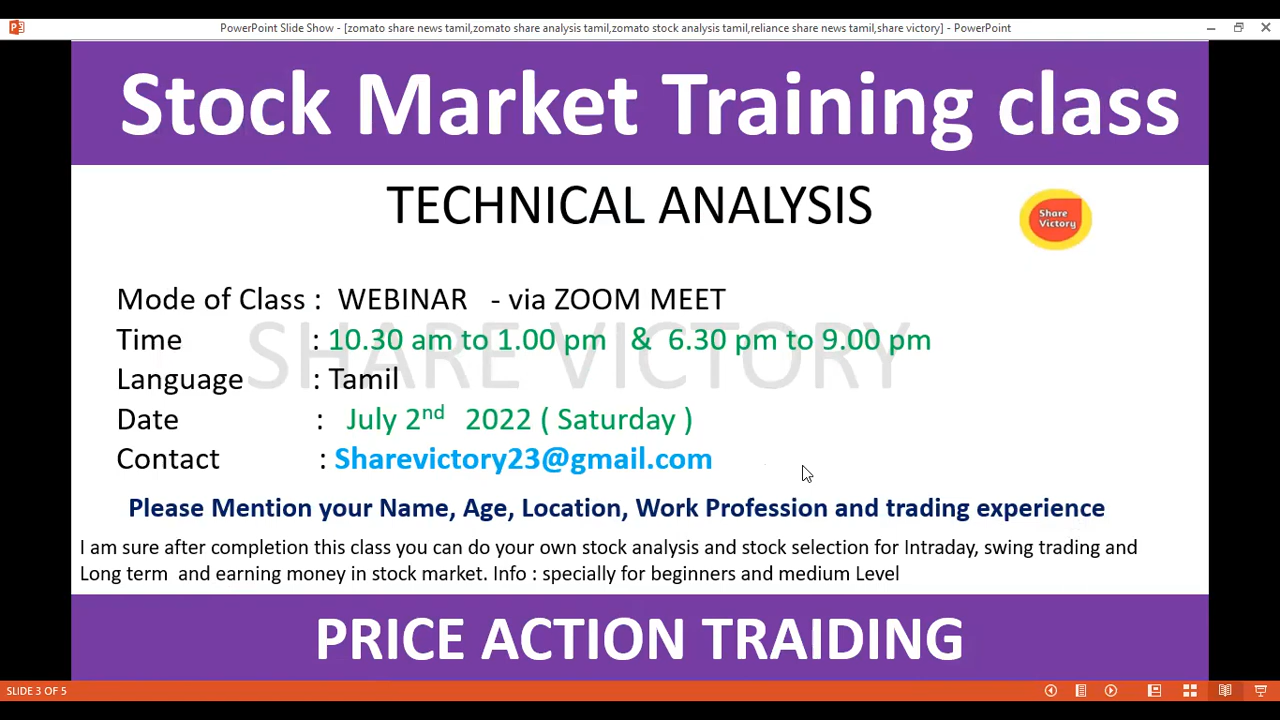 PowerPoint Slide Show - [zomato share news tamil,zomato share analysis tamil,zomato stock analysis tamil,reliance share news tamil,share victory] - PowerPoint
Stock Market Training class
TECHNICAL ANALYSIS
Share
Victory
Mode of Class : WEBINAR - via ZOOM MEET
Time : 10.30 am to 1.00 pm & 6.30 pm to 9.00 pm
SHARE VICTORY
Language : Tamil
Date : July 2nd 2022 ( Saturday )
Contact : Sharevictory23@gmail.com
Please Mention your Name, Age, Location, Work Profession and trading experience
I am sure after completion this class you can do your own stock analysis and stock selection for Intraday, swing trading and
Long term and earning money in stock market. Info : specially for beginners and medium Level
PRICE ACTION TRAIDING
SLIDE 3 OF 5